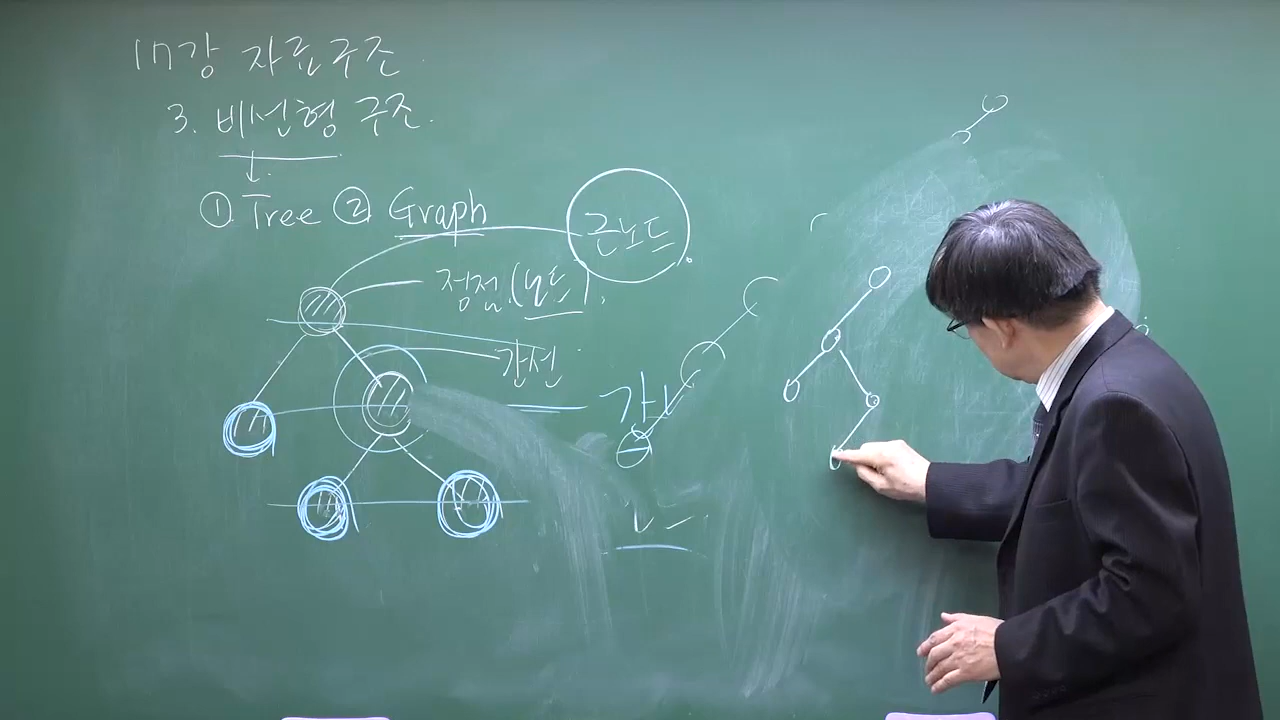 17강 자료구조.
3. 비선형 구조.
① Tree ② Graph
근노드
정점(노드).
간선